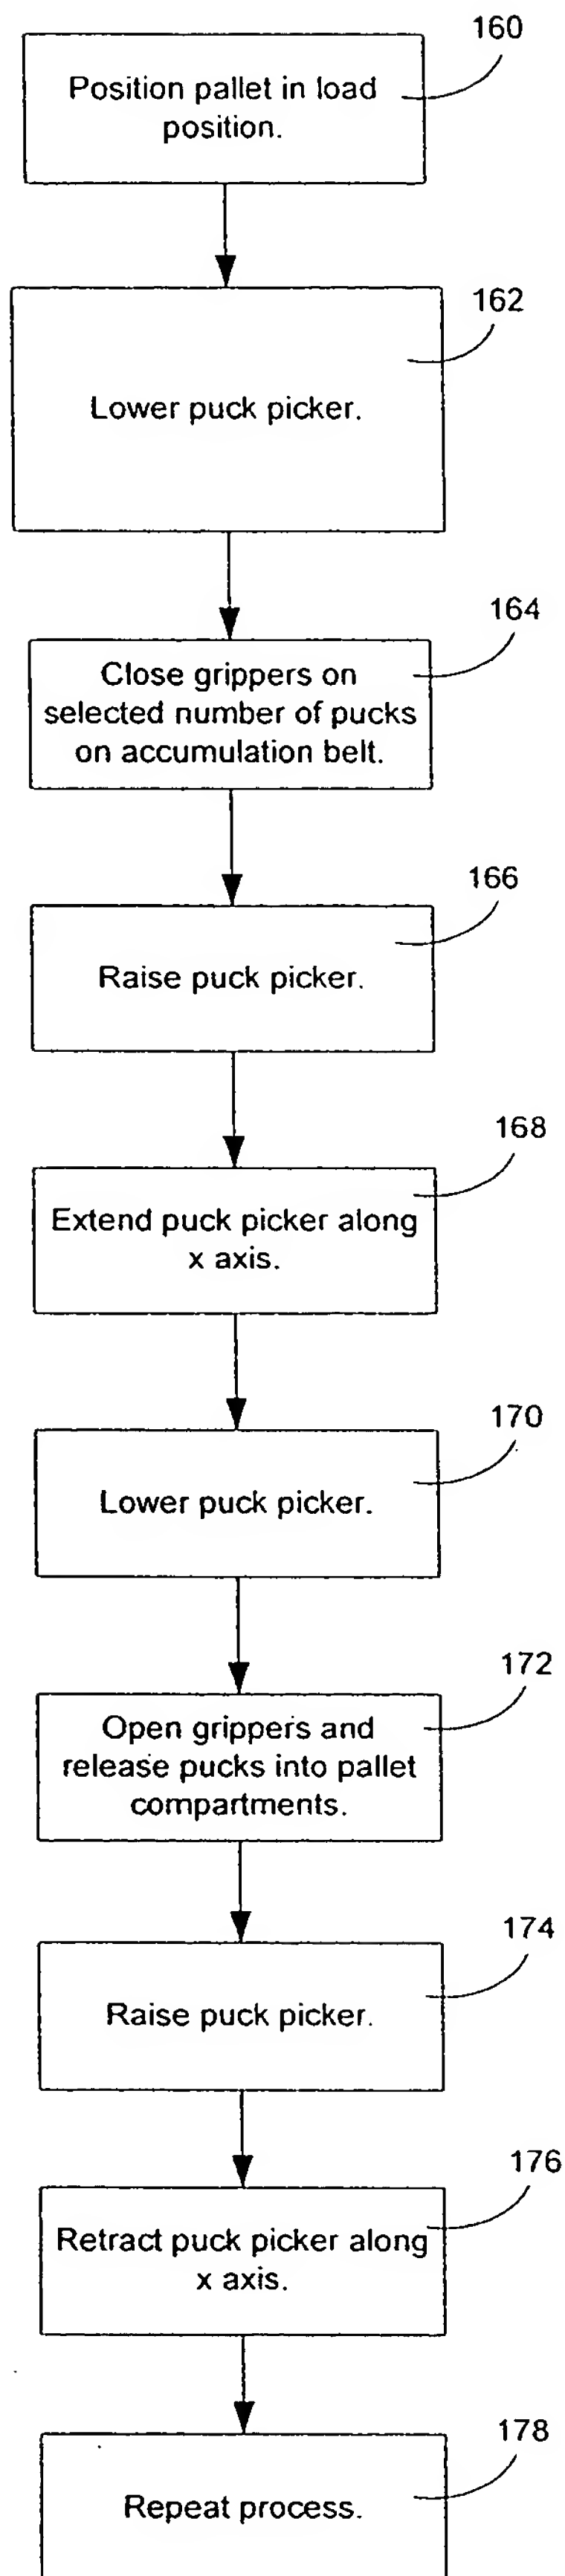 160
Position pallet in load
position.
162
Lower puck picker.
164
Close grippers on
selected number of pucks
on accumulation belt.
166
Raise puck picker.
168
Extend puck picker along
x axis.
170
Lower puck picker.
172
Open grippers and
release pucks into pallet
compartments.
174
Raise puck picker.
176
Retract puck picker along
x axis.
178
Repeat process.